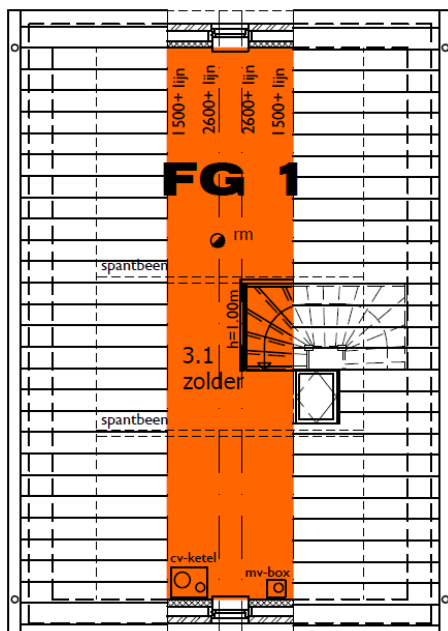 1500+ lijn
2600+ lijn
2600+ lijn
1500+ lijn
FG 1
rm
spantbeen
h=1.00m
3.1
zolder
spantbeen
cv-ketel
mv-box